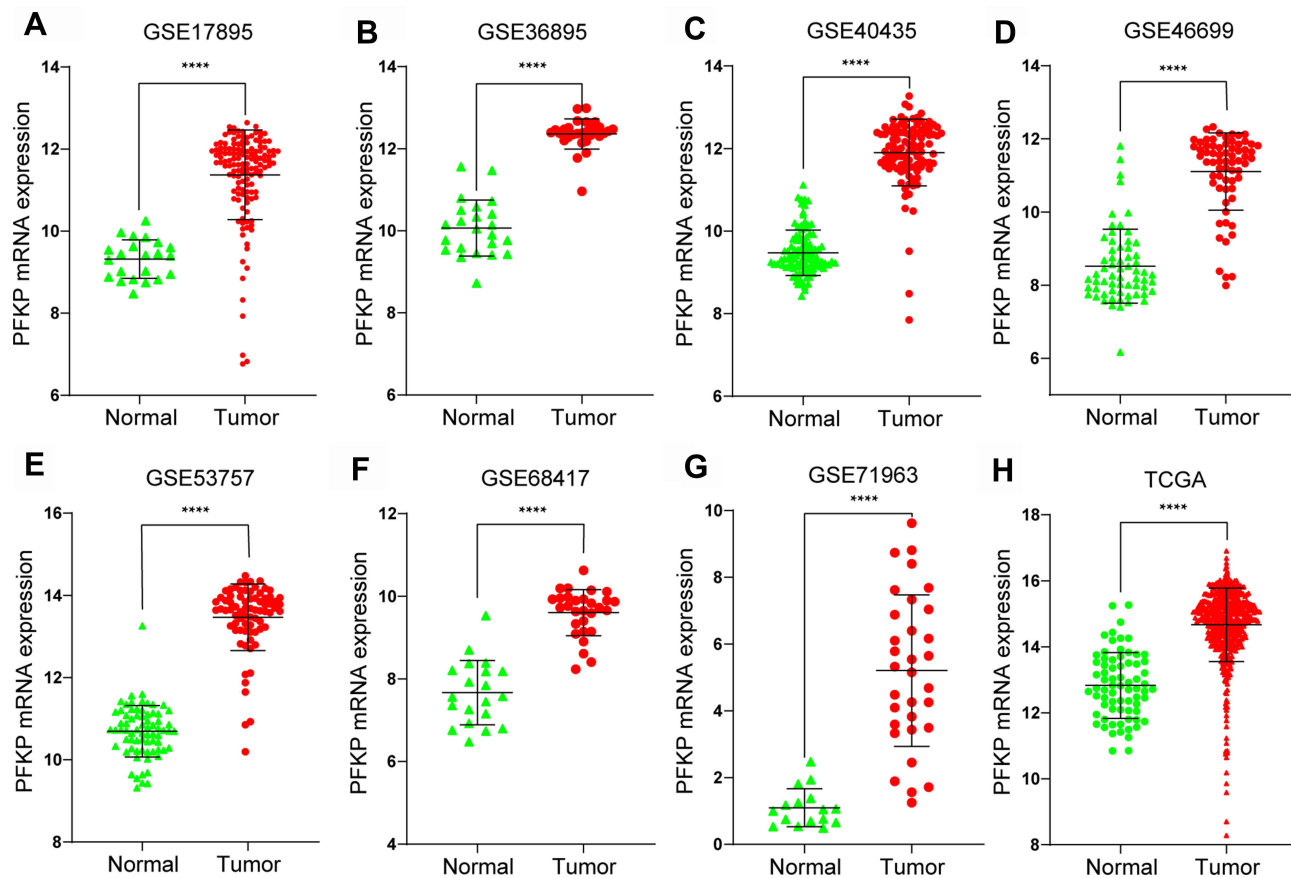 A
GSE17895
PFKP mRNA expression
14
12
10
8
6
****
Normal
Tumor
B
GSE36895
PFKP mRNA expression
14
12
10
8
6
****
Normal
Tumor
C
GSE40435
PFKP mRNA expression
14
12
10
8
6
****
Normal
Tumor
D
GSE46699
PFKP mRNA expression
14
12
10
8
6
****
Normal
Tumor
E
GSE53757
PFKP mRNA expression
16
14
12
10
8
****
Normal
Tumor
F
GSE68417
PFKP mRNA expression
12
10
8
6
4
****
Normal
Tumor
G
GSE71963
PFKP mRNA expression
10
8
6
4
2
0
****
Normal
Tumor
H
TCGA
PFKP mRNA expression
18
16
14
12
10
8
****
Normal
Tumor